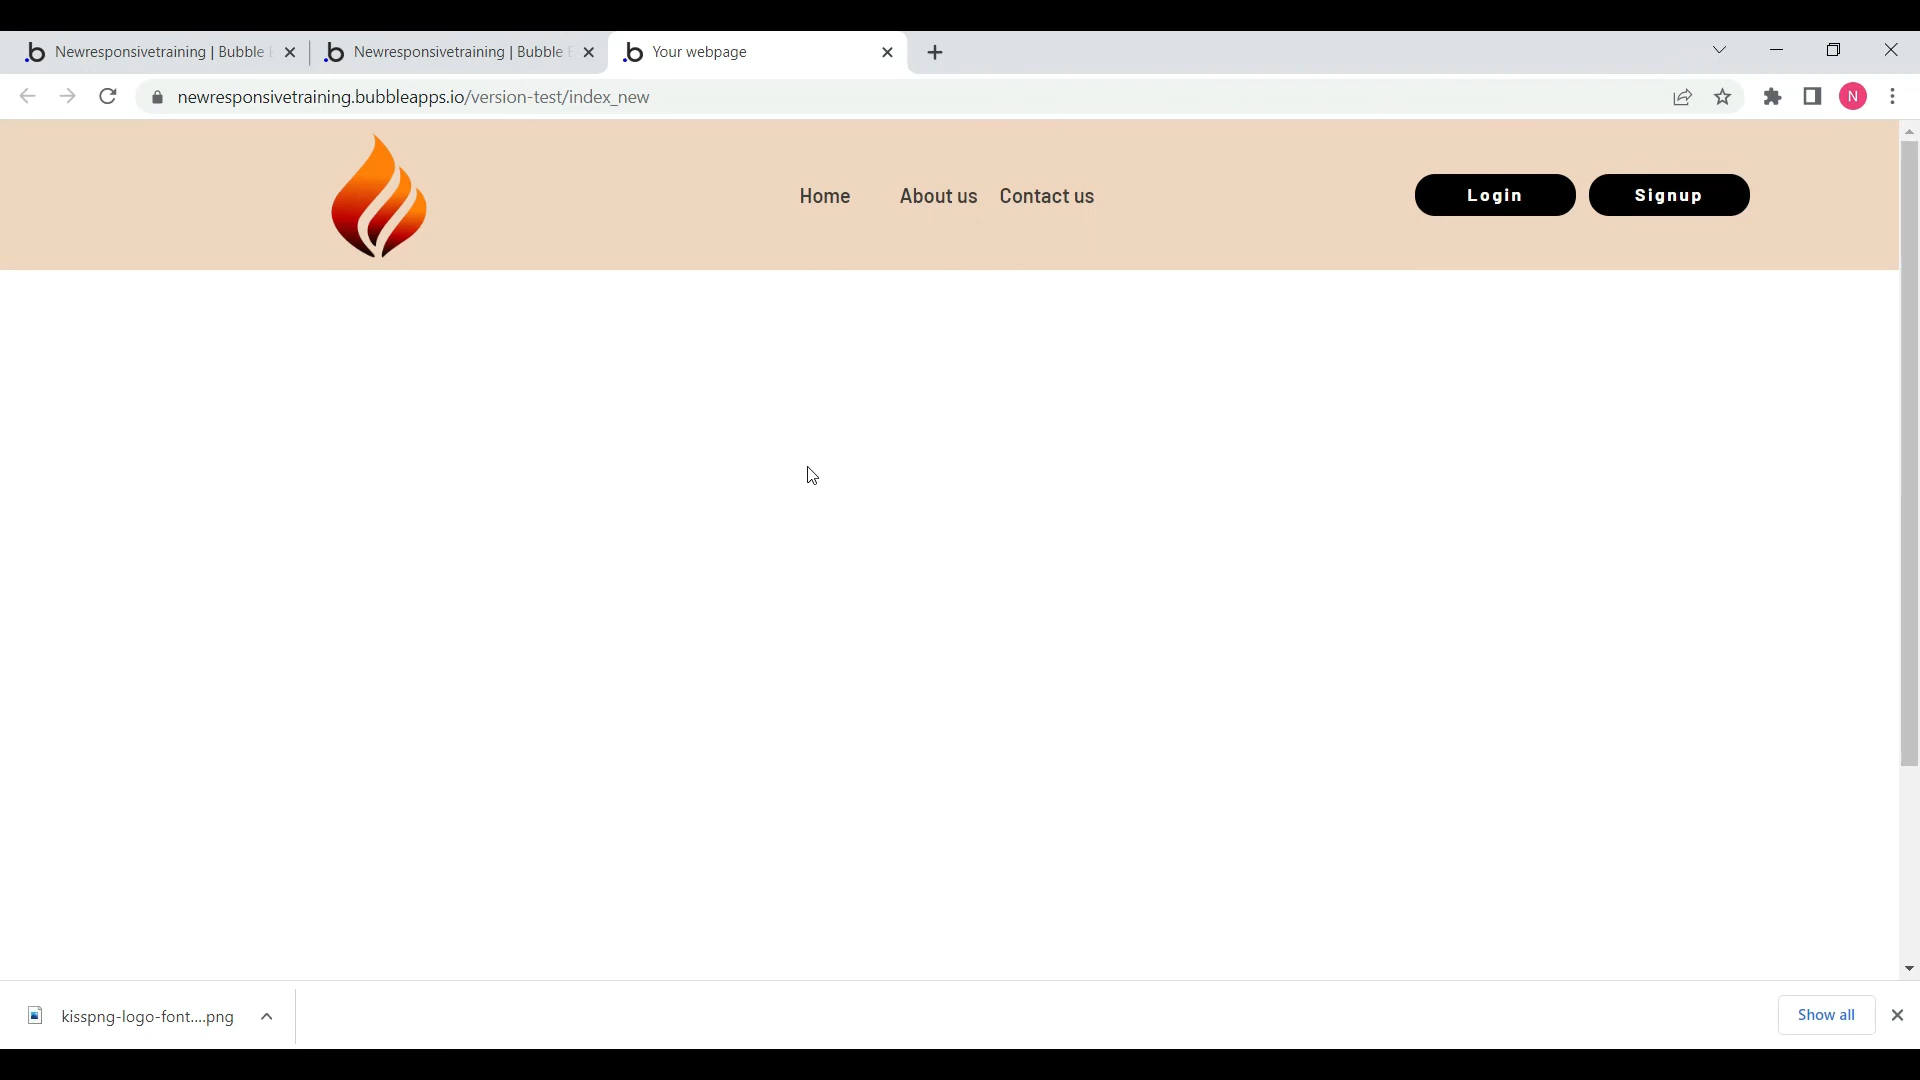 Newresponsivetraining | Bubble
Newresponsivetraining | Bubble
Your webpage
newresponsivetraining.bubbleapps.io/version-test/index_new
N
Home
About us
Contact us
Login
Signup
kisspng-logo-font....png
Show all